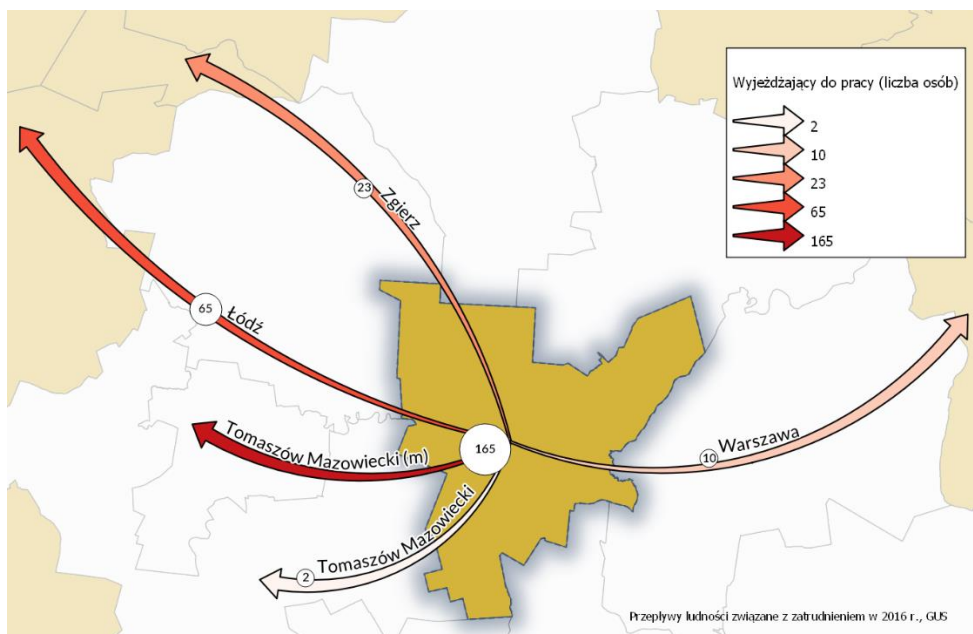 Wyjeżdżający do pracy (liczba osób)
2
10
23
65
165
23
Zgierz
65
Łódź
Tomaszów Mazowiecki (m)
165
10
Warszawa
2
Tomaszów Mazowiecki
Przepływy ludności związane z zatrudnieniem w 2016 r., GUS